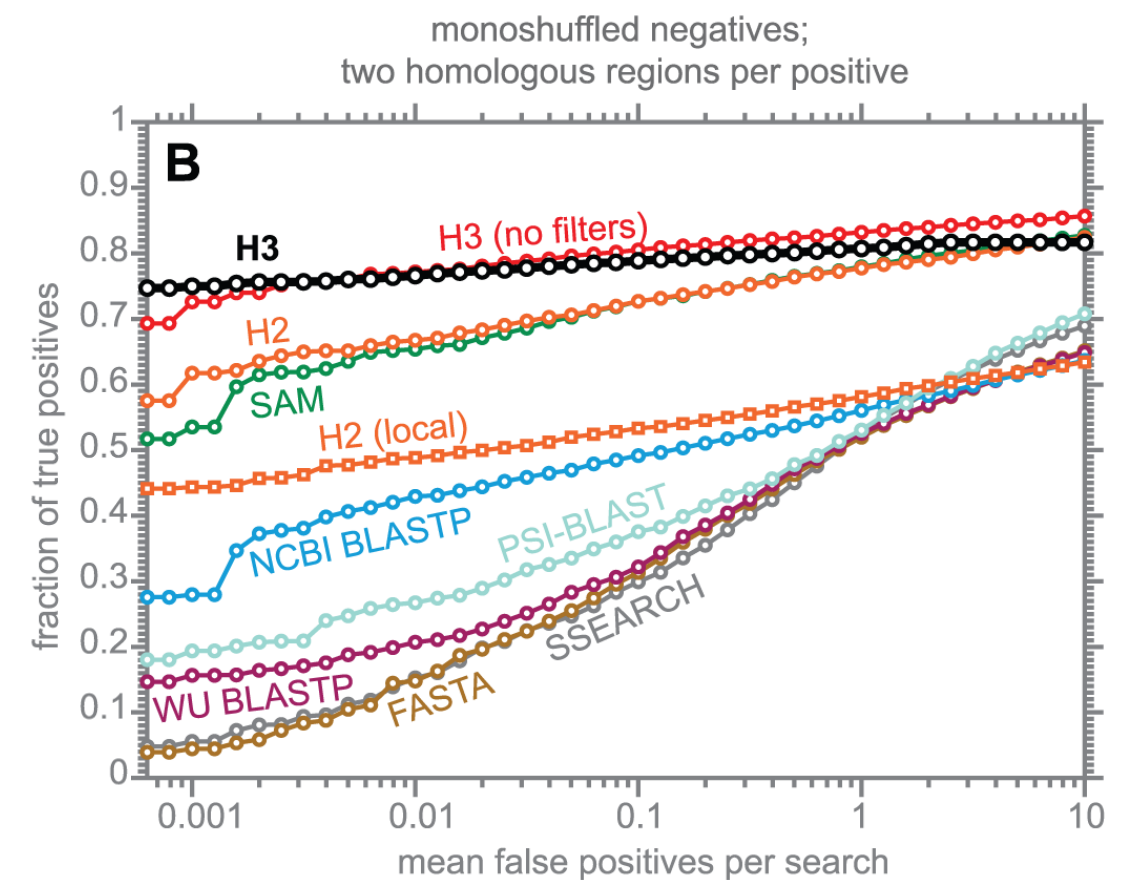 monoshuffled negatives;
two homologous regions per positive
B
1
0.9
0.8
0.7
0.6
0.5
0.4
0.3
0.2
0.1
0
fraction of true positives
H3
H3 (no filters)
H2
SAM
H2 (local)
NCBI BLASTP
PSI-BLAST
SSEARCH
WU BLASTP
FASTA
0.001 0.01 0.1 1 10
mean false positives per search